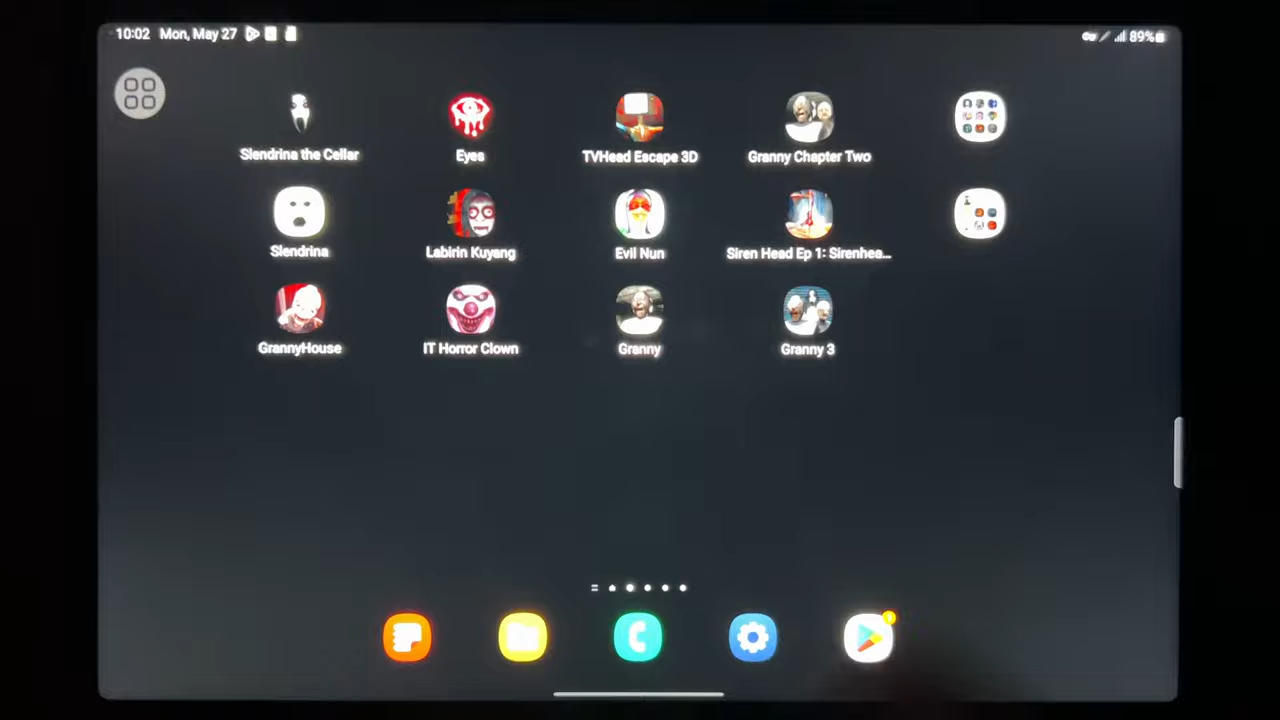 10:02 Mon, May 27
89%
Slendrina the Cellar
Eyes
TVHead Escape 3D
Granny Chapter Two
Slendrina
Labirin Kuyang
Evil Nun
Siren Head Ep 1: Sirenhea...
GrannyHouse
IT Horror Clown
Granny
Granny 3